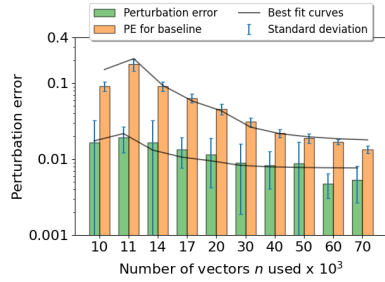 Perturbation error
PE for baseline
Best fit curves
Standard deviation
Perturbation error
0.4
0.1
0.01
0.001
10 11 14 17 20 30 40 50 60 70
Number of vectors n used x 10³